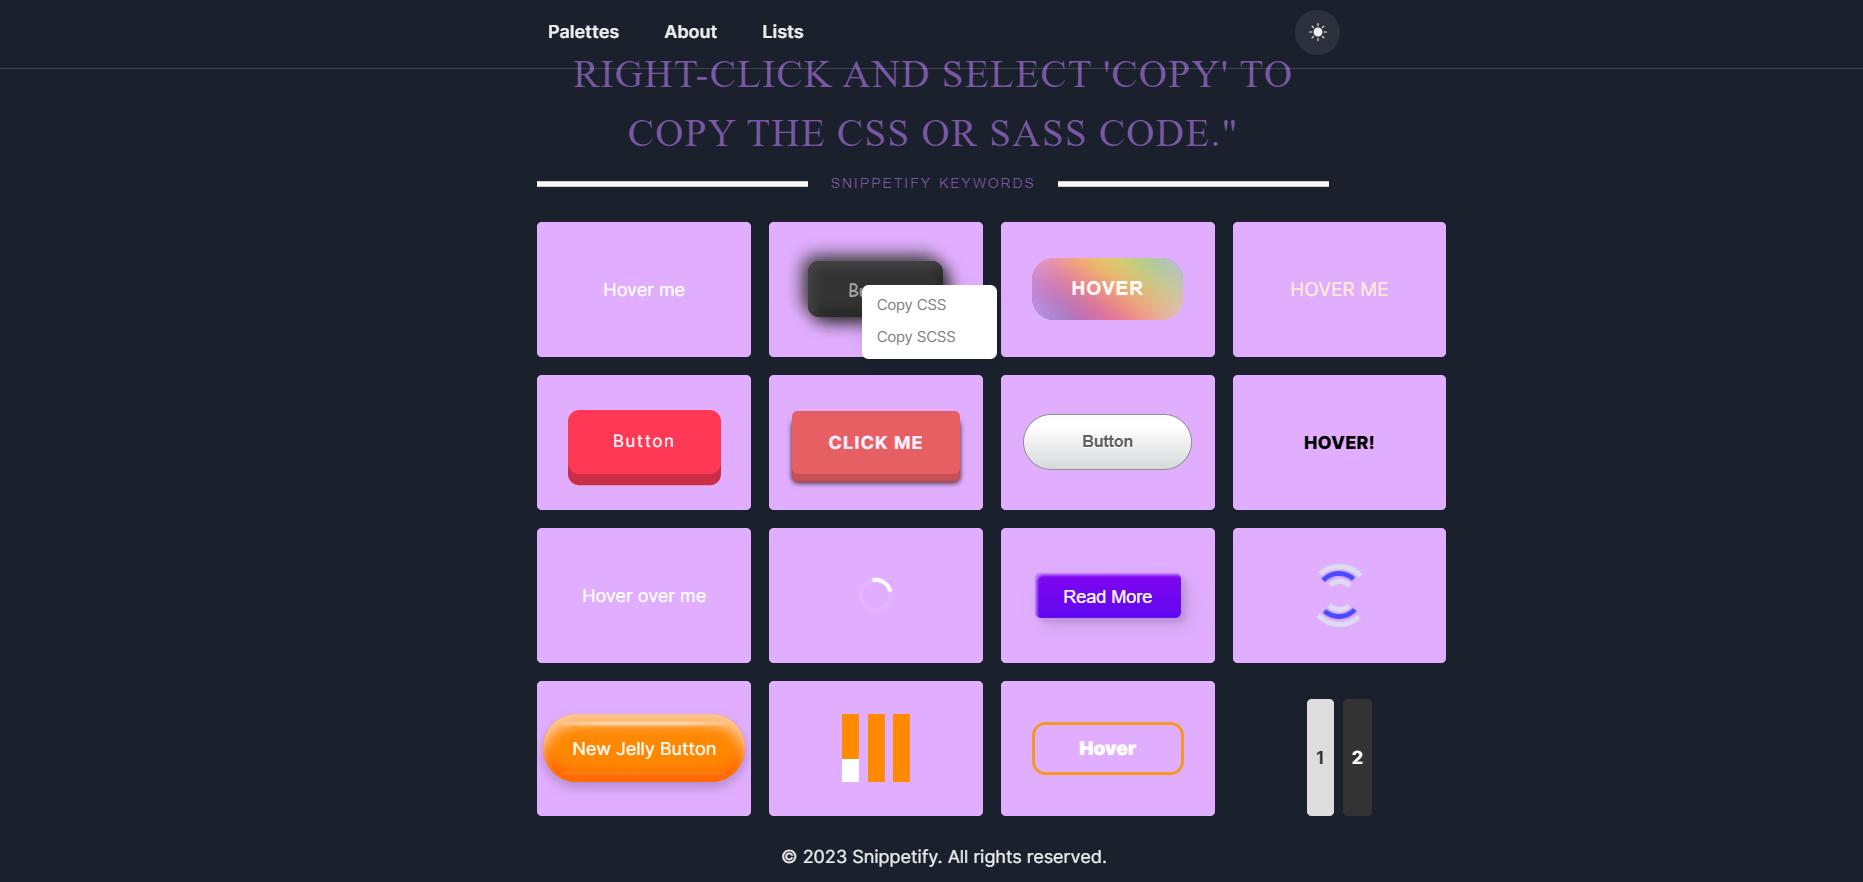 Palettes About Lists
RIGHT-CLICK AND SELECT 'COPY' TO
COPY THE CSS OR SASS CODE."
SNIPPETIFY KEYWORDS
Hover me
Copy CSS
Copy SCSS
HOVER
HOVER ME
Button
CLICK ME
Button
HOVER!
Hover over me
Read More
New Jelly Button
Hover
1 2
© 2023 Snippetify. All rights reserved.